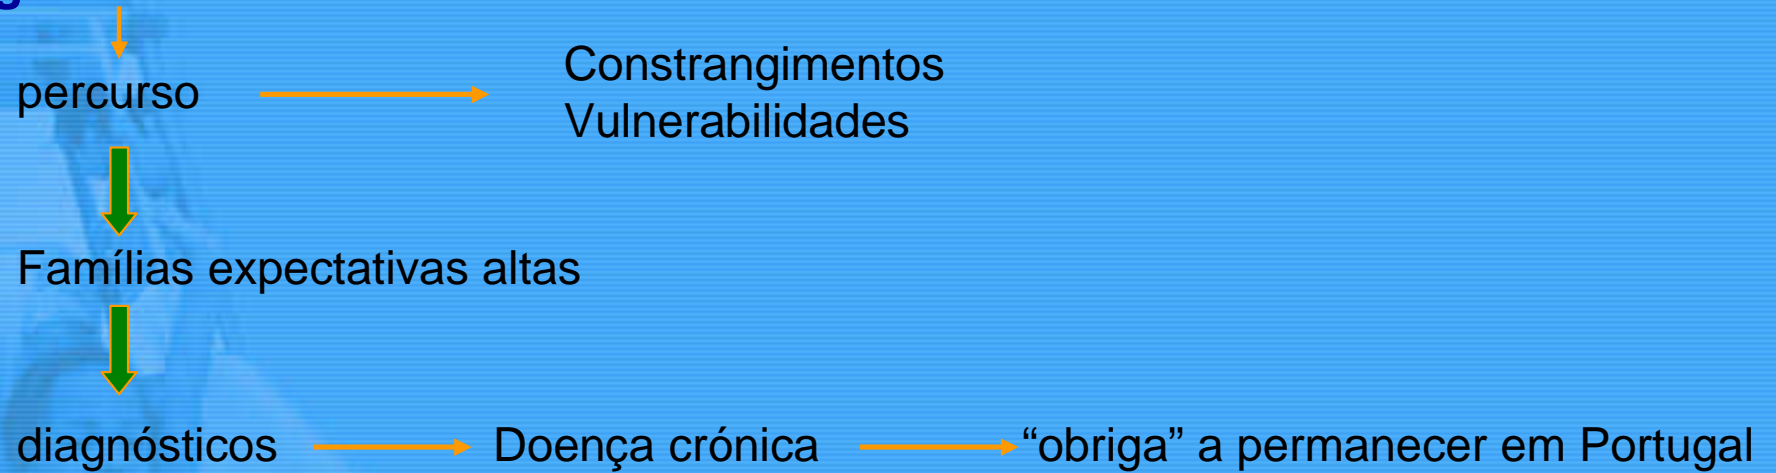 percurso
Constrangimentos
Vulnerabilidades
Famílias expectativas altas
diagnósticos Doença crónica “obriga” a permanecer em Portugal